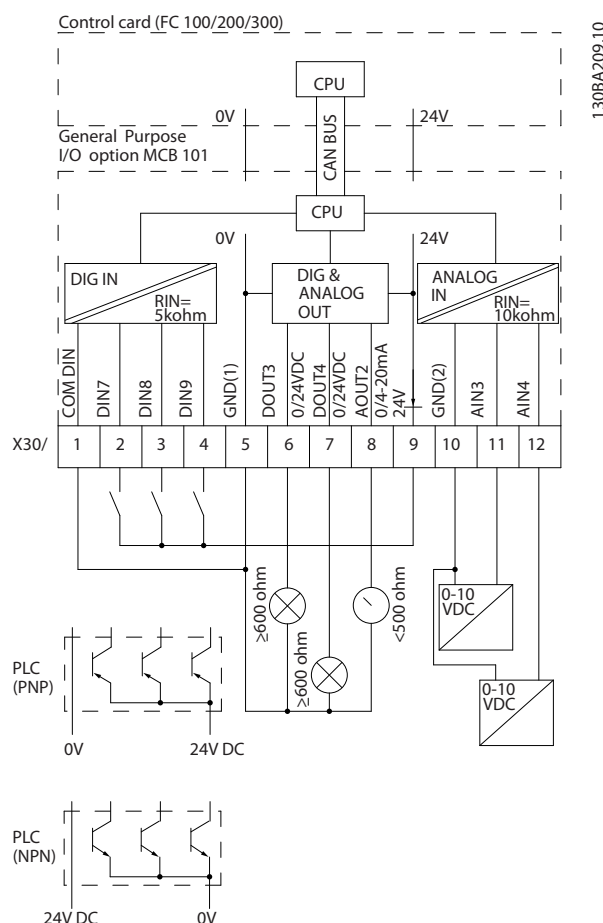 Control card (FC 100/200/300)
130BA209.10
CPU
0V
24V
General Purpose
I/O option MCB 101
CAN BUS
CPU
0V
24V
DIG IN
RIN=
5kohm
DIG &
ANALOG
OUT
ANALOG
IN
RIN=
10kohm
COM DIN
DIN7
DIN8
DIN9
GND(1)
DOUT3
0/24VDC
DOUT4
0/24VDC
AOUT2
0/4-20mA
24V
GND(2)
AIN3
AIN4
X30/
1
2
3
4
5
6
7
8
9
10
11
12
≥600 ohm
≥600 ohm
<500 ohm
0-10
VDC
0-10
VDC
PLC
(PNP)
0V
24V DC
PLC
(NPN)
24V DC
0V